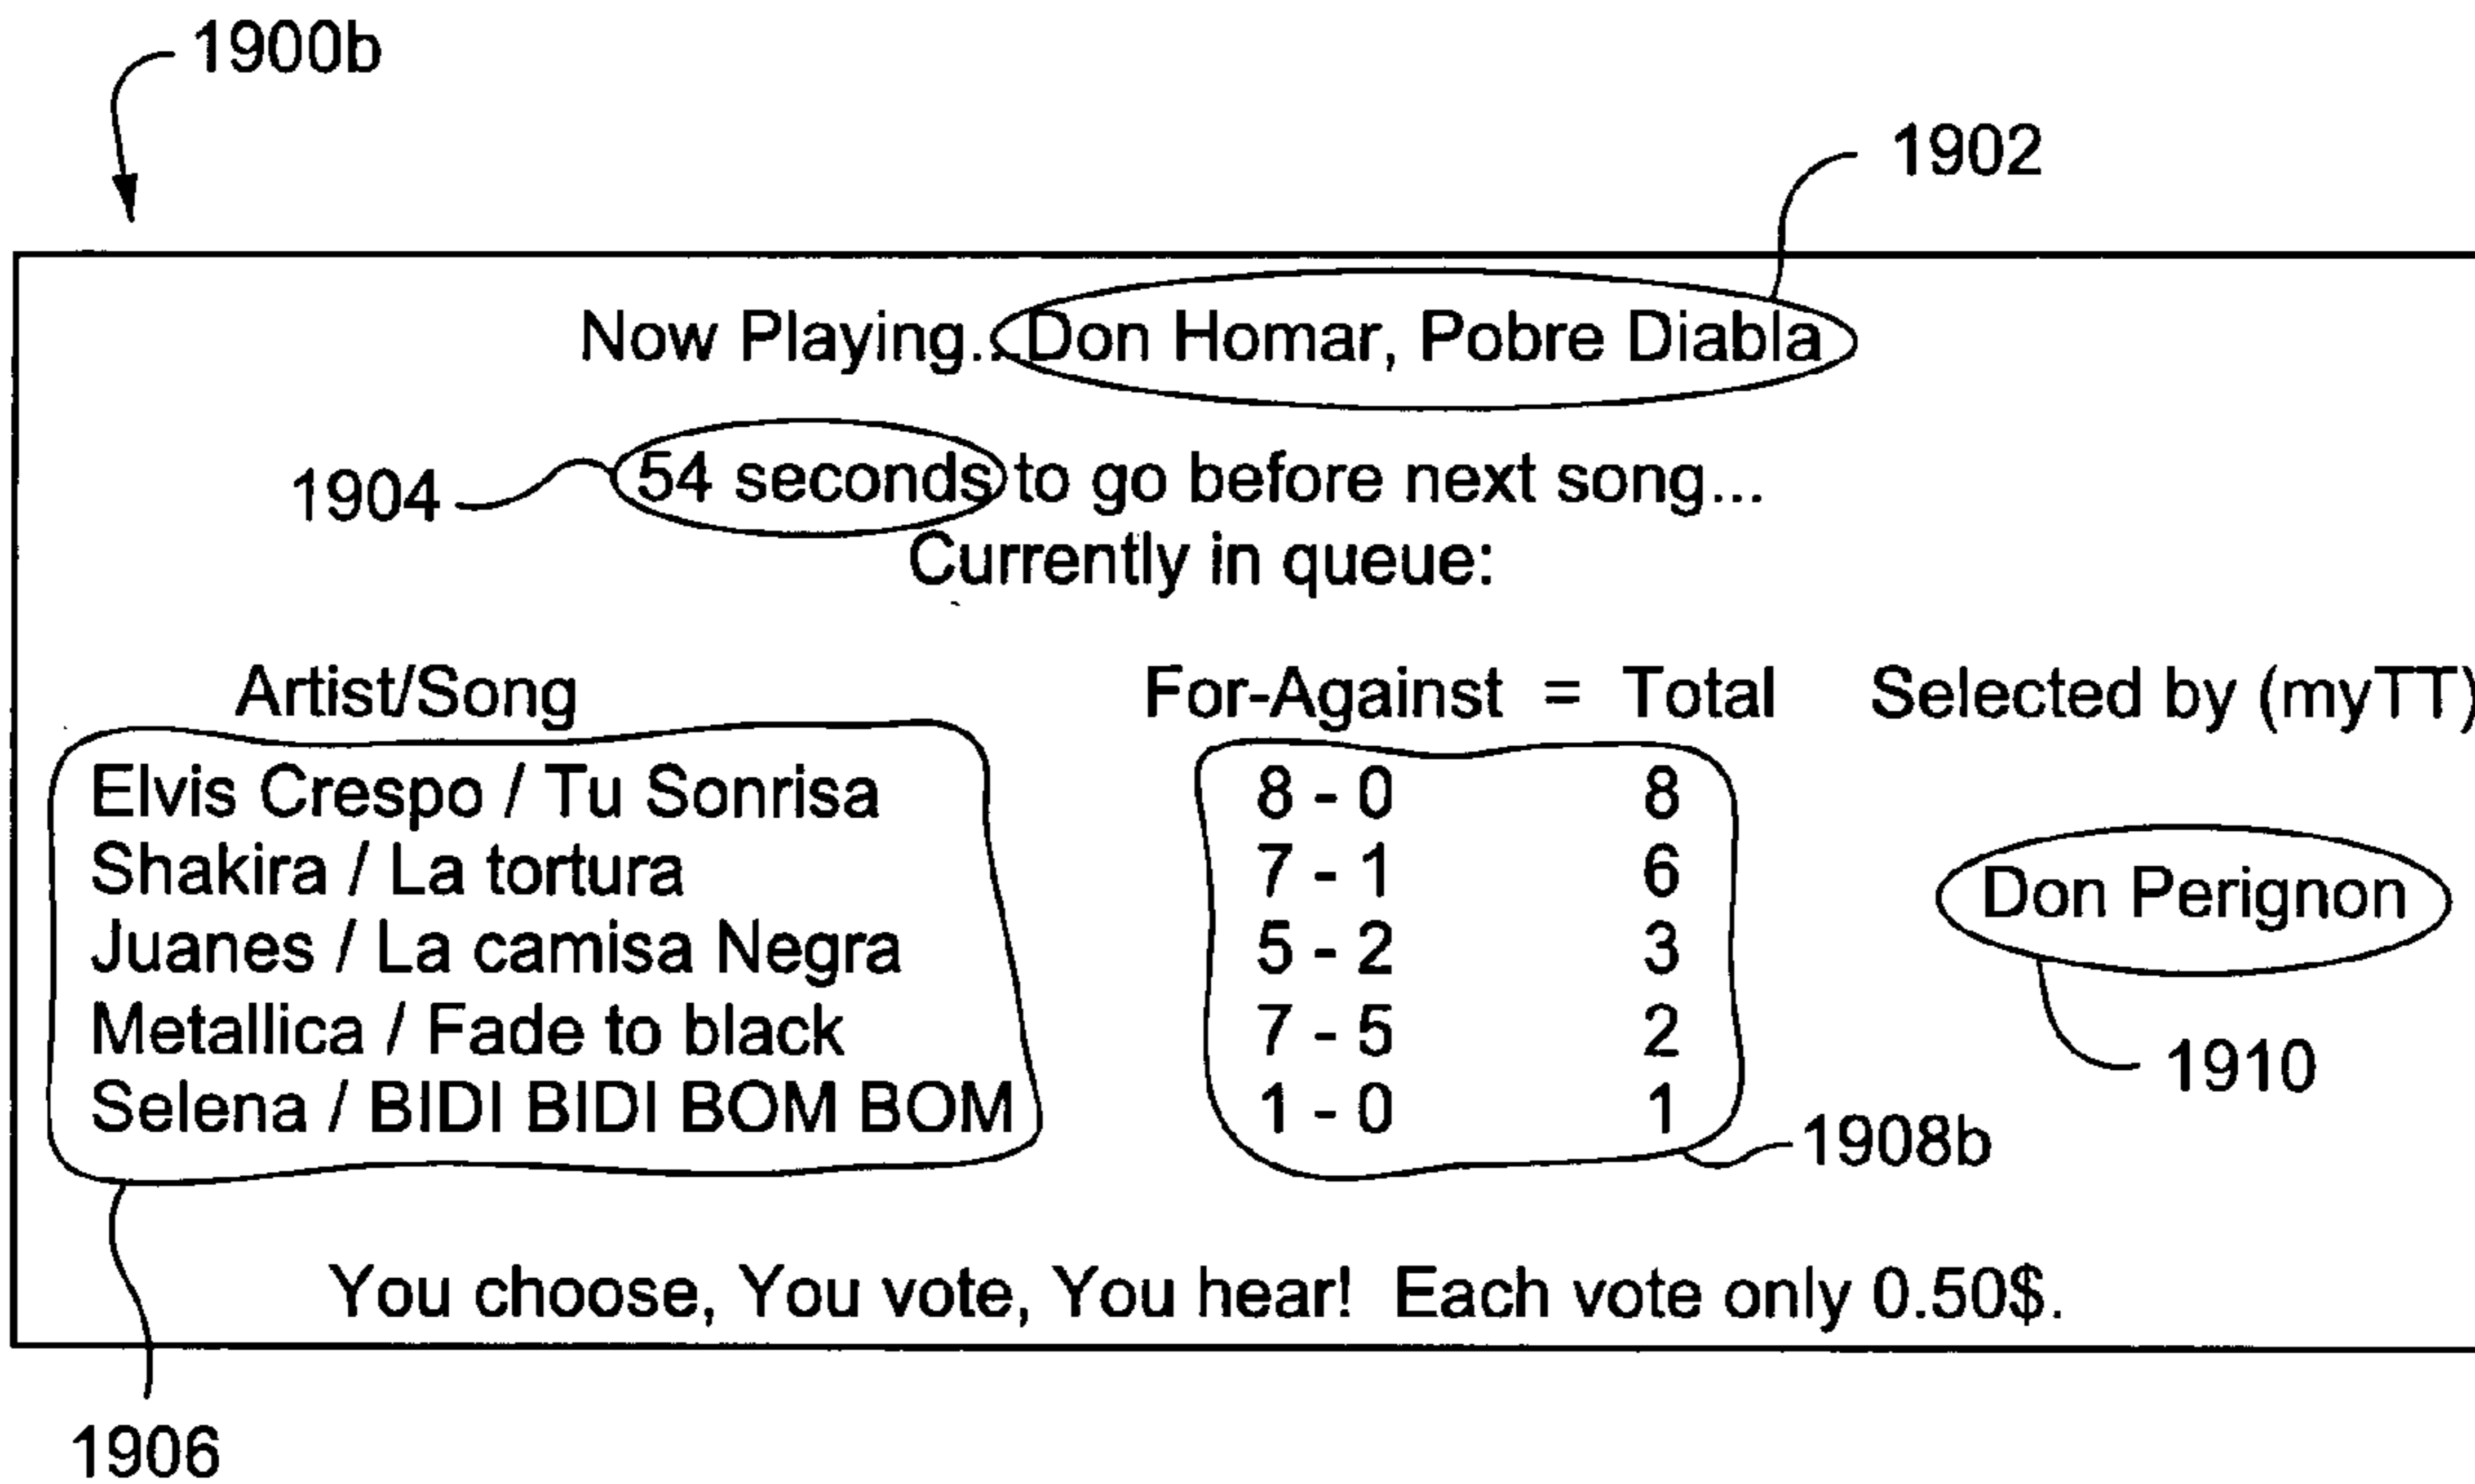 1900b
1902
Now Playing...Don Homar, Pobre Diabla
1904 54 seconds to go before next song...
Currently in queue:
Artist/Song For-Against = Total Selected by (myTT)
Elvis Crespo / Tu Sonrisa 8 - 0 8
Shakira / La tortura 7 - 1 6
Don Perignon
Juanes / La camisa Negra 5 - 2 3
Metallica / Fade to black 7 - 5 2
1910
Selena / BIDI BIDI BOM BOM 1 - 0 1
1908b
You choose, You vote, You hear! Each vote only 0.50$.
1906